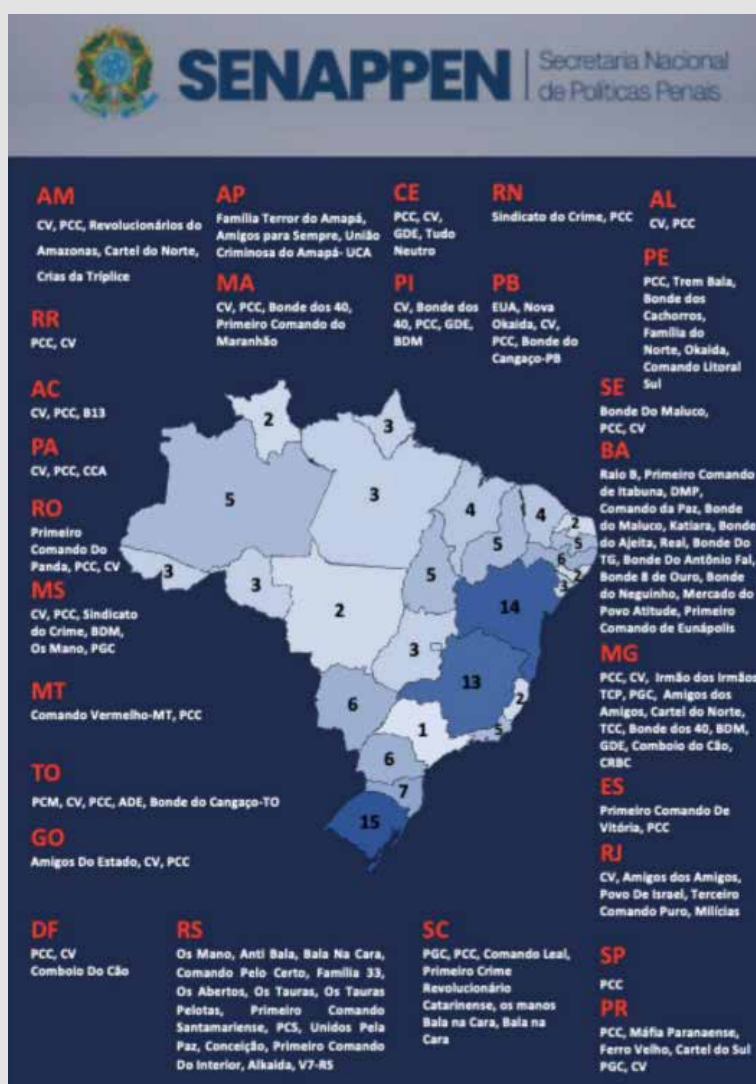 SENAPPEN
Secretaria Nacional
de Políticas Penais
AM
CV, PCC, Revolucionários do
Amazonas, Cartel do Norte,
Crias da Tríplice
AP
Família Terror do Amapá,
Amigos para Sempre, União
Criminosa do Amapá- UCA
CE
PCC, CV,
GDE, Tudo
Neutro
RN
Sindicato do Crime, PCC
AL
CV, PCC
RR
PCC, CV
MA
CV, PCC, Bonde dos 40,
Primeiro Comando do
Maranhão
PI
CV, Bonde dos
40, PCC, GDE,
BDM
PB
EUA, Nova
Okaida, CV,
PCC, Bonde do
Cangaço-PB
PE
PCC, Trem Bala,
Bonde dos
Cachorros,
Família do
Norte, Okaida,
Comando Litoral
Sul
AC
CV, PCC, B13
PA
CV, PCC, CCA
RO
Primeiro
Comando Do
Panda, PCC, CV
MS
CV, PCC, Sindicato
do Crime, BDM,
Os Mano, PGC
MT
Comando Vermelho-MT, PCC
TO
PCM, CV, PCC, ADE, Bonde do Cangaço-TO
GO
Amigos Do Estado, CV, PCC
2
3
5
3
4
4
2
5
5
6
2
3
3
3
5
14
2
3
13
2
6
1
5
6
7
15
SE
Bonde Do Maluco,
PCC, CV
BA
Raio B, Primeiro Comando
de Itabuna, DMP,
Comando da Paz, Bonde
do Maluco, Katiara, Bonde
do Ajeita, Real, Bonde Do
TG, Bonde Do Antônio Fai,
Bonde 8 de Ouro, Bonde
do Neguinho, Mercado do
Povo Atitude, Primeiro
Comando de Eunápolis
MG
PCC, CV, Irmão dos Irmãos
TCP, PGC, Amigos dos
Amigos, Cartel do Norte,
TCC, Bonde dos 40, BDM,
GDE, Comboio do Cão,
CRBC
ES
Primeiro Comando De
Vitória, PCC
RJ
CV, Amigos dos Amigos,
Povo De Israel, Terceiro
Comando Puro, Milícias
DF
PCC, CV
Comboio Do Cão
RS
Os Mano, Anti Bala, Bala Na Cara,
Comando Pelo Certo, Família 33,
Os Abertos, Os Tauras, Os Tauras
Pelotas, Primeiro Comando
Santamariense, PCS, Unidos Pela
Paz, Conceição, Primeiro Comando
Do Interior, Alkaida, V7-RS
SC
PGC, PCC, Comando Leal,
Primeiro Crime
Revolucionário
Catarinense, os manos
Bala na Cara, Bala na
Cara
SP
PCC
PR
PCC, Máfia Paranaense,
Ferro Velho, Cartel do Sul
PGC, CV